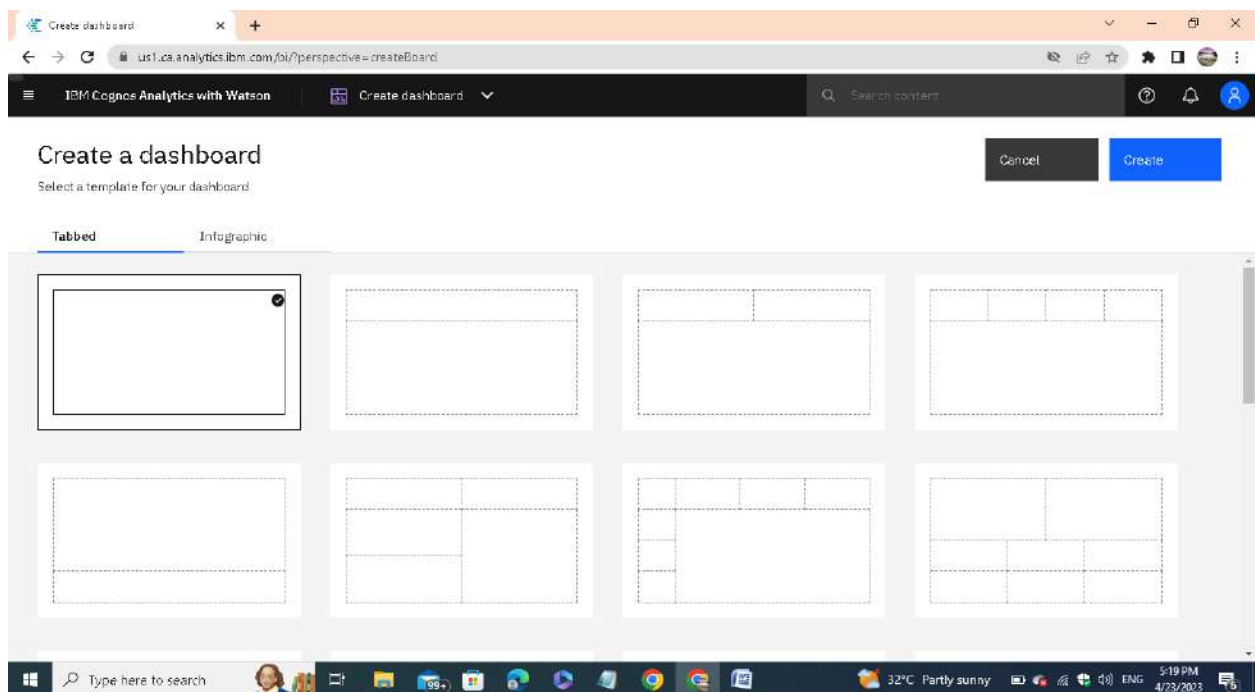 Create dashboard
us1.ca.analytics.ibm.com/bi/?perspective=createBoard
IBM Cognos Analytics with Watson
Create dashboard
Search content
Create a dashboard
Cancel
Create
Select a template for your dashboard
Tabbed
Infographic
Type here to search
99+
32°C Partly sunny
ENG
5:19 PM
4/23/2023